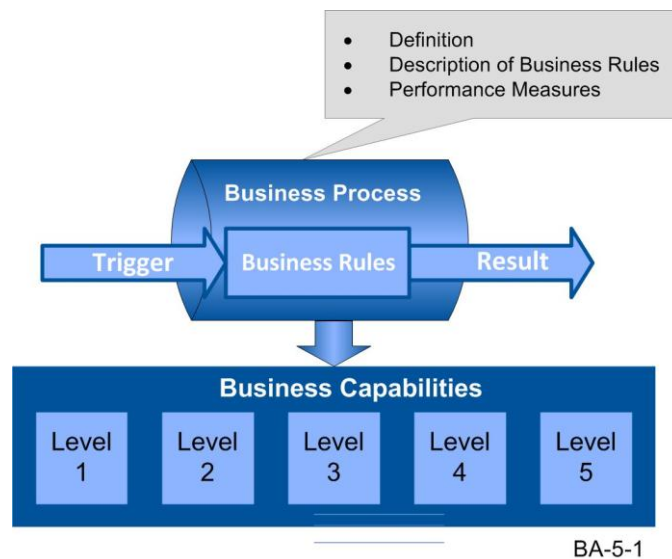 • Definition
• Description of Business Rules
• Performance Measures
Business Process
Trigger
Business Rules
Result
Business Capabilities
Level
1
Level
2
Level
3
Level
4
Level
5
BA-5-1